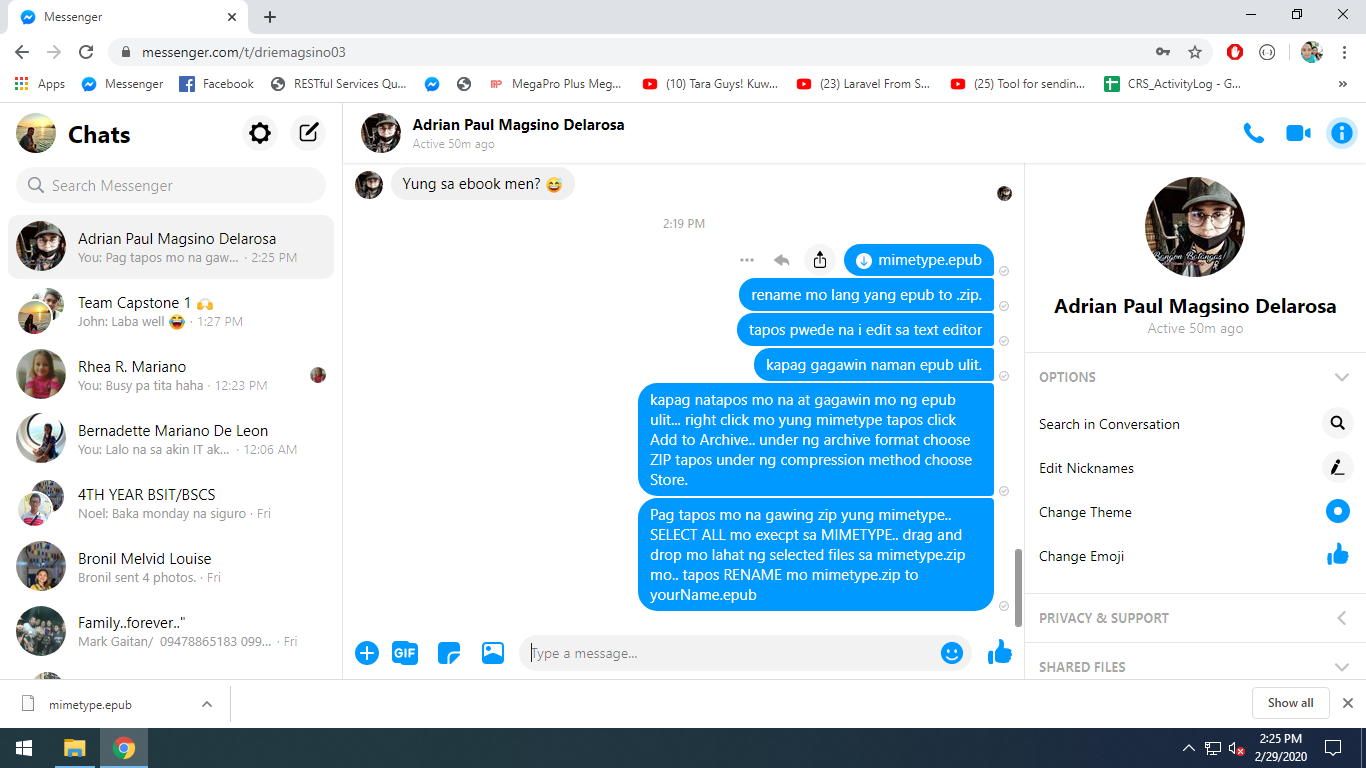 Messenger
messenger.com/t/driemagsino03
Apps
Messenger
Facebook
RESTful Services Qu...
MegaPro Plus Meg...
(10) Tara Guys! Kuw...
(23) Laravel From S...
(25) Tool for sendin...
CRS_ActivityLog - G...
Chats
Search Messenger
Adrian Paul Magsino Delarosa
You: Pag tapos mo na gaw... · 2:25 PM
Team Capstone 1 🙌
John: Laba well 😂 · 1:27 PM
Rhea R. Mariano
You: Busy pa tita haha · 12:23 PM
Bernadette Mariano De Leon
You: Lalo na sa akin IT ak... · 12:06 AM
4TH YEAR BSIT/BSCS
Noel: Baka monday na siguro · Fri
Bronil Melvid Louise
Bronil sent 4 photos. · Fri
Family..forever.."
Mark Gaitan/ 09478865183 099... · Fri
Adrian Paul Magsino Delarosa
Active 50m ago
Yung sa ebook men? 😅
2:19 PM
mimetype.epub
rename mo lang yang epub to .zip.
tapos pwede na i edit sa text editor
kapag gagawin naman epub ulit.
kapag natapos mo na at gagawin mo ng epub
ulit... right click mo yung mimetype tapos click
Add to Archive.. under ng archive format choose
ZIP tapos under ng compression method choose
Store.
Pag tapos mo na gawing zip yung mimetype..
SELECT ALL mo execpt sa MIMETYPE.. drag and
drop mo lahat ng selected files sa mimetype.zip
mo.. tapos RENAME mo mimetype.zip to
yourName.epub
GIF
Type a message...
Bangon Batangas!
Adrian Paul Magsino Delarosa
Active 50m ago
OPTIONS
Search in Conversation
Edit Nicknames
Change Theme
Change Emoji
PRIVACY & SUPPORT
SHARED FILES
mimetype.epub
Show all
2:25 PM
2/29/2020